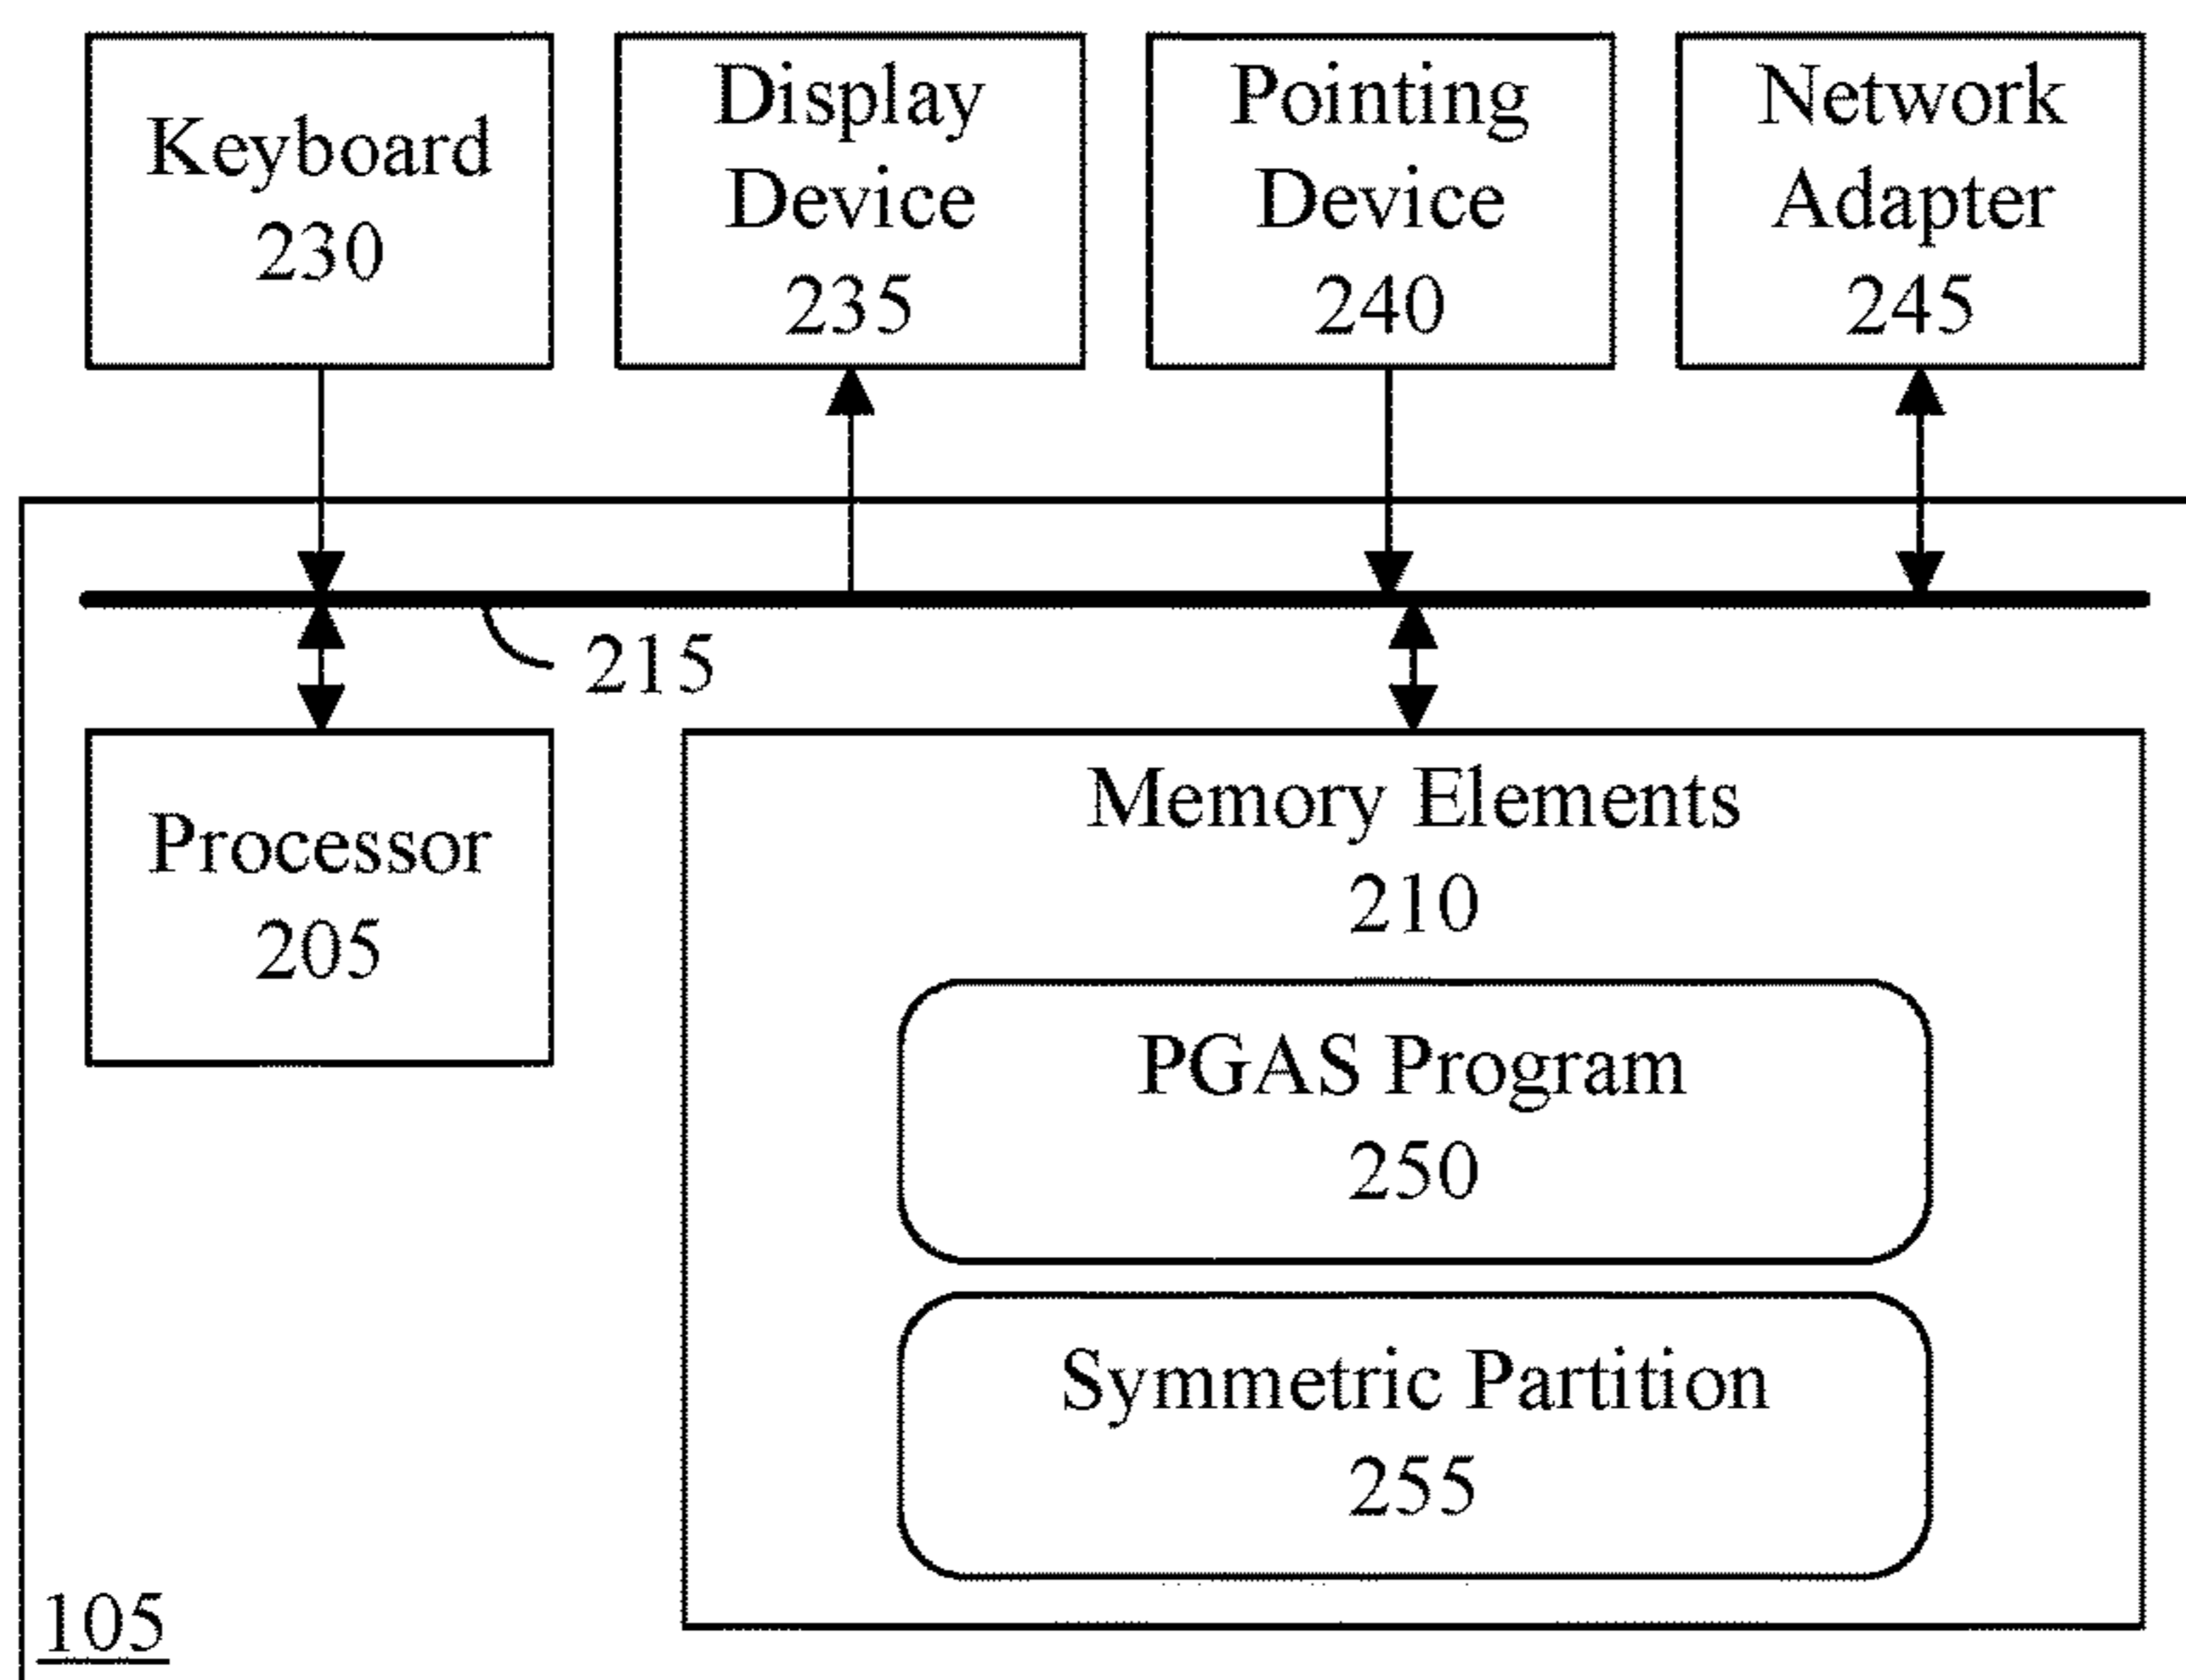 Keyboard
230
Display
Device
235
Pointing
Device
240
Network
Adapter
245
215
Processor
205
Memory Elements
210
PGAS Program
250
Symmetric Partition
255
105